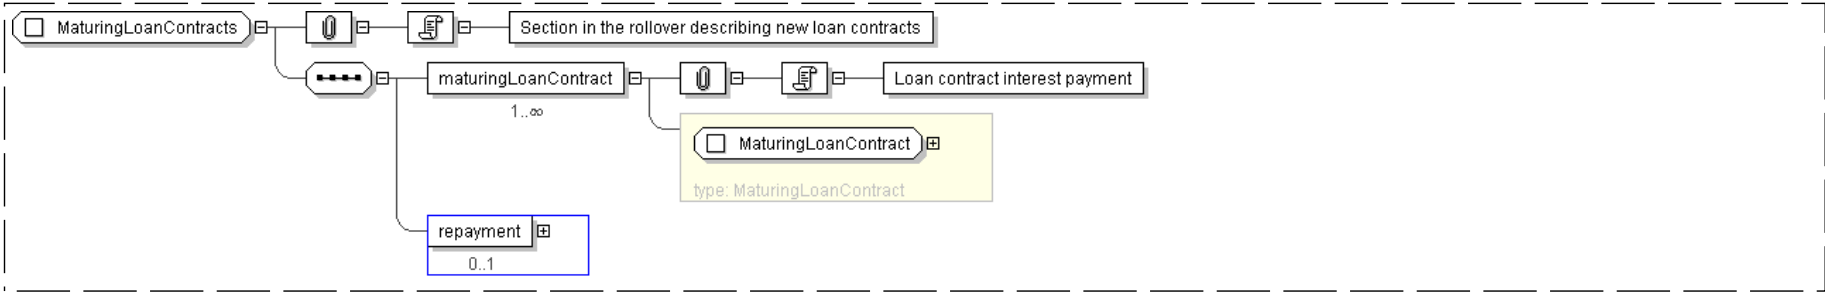 MaturingLoanContracts
Section in the rollover describing new loan contracts
maturingLoanContract
Loan contract interest payment
1..∞
MaturingLoanContract
type: MaturingLoanContract
repayment
0..1